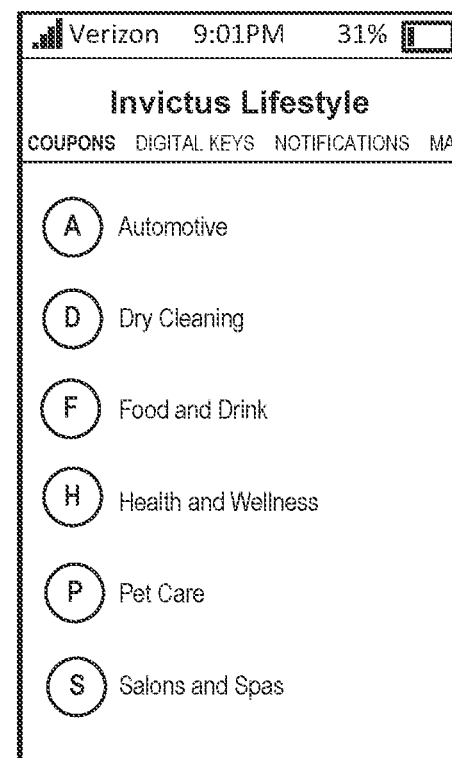 Verizon 9:01PM 31%
Invictus Lifestyle
COUPONS DIGITAL KEYS NOTIFICATIONS MA
A Automotive
D Dry Cleaning
F Food and Drink
H Health and Wellness
P Pet Care
S Salons and Spas